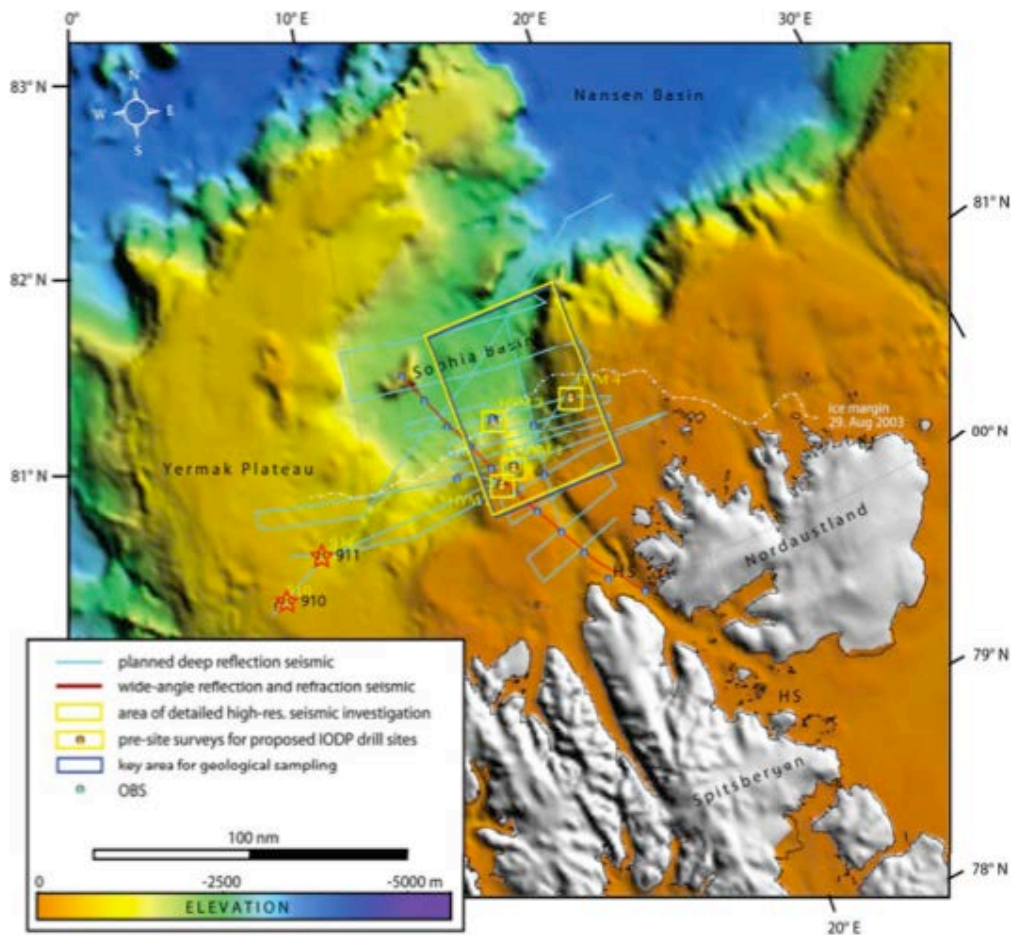 0°
10° E
20° E
30° E
83° N
N
W
E
S
Nansen Basin
81° N
82° N
Sophia Basin
ice margin
29. Aug 2003
00° N
81° N
Yermak Plateau
Nordaustland
911
HS
910
79° N
planned deep reflection seismic
wide-angle reflection and refraction seismic
area of detailed high-res. seismic investigation
pre-site surveys for proposed IODP drill sites
key area for geological sampling
OBS
HS
Spitsbergen
100 nm
0
-2500
-5000 m
ELEVATION
78° N
20° E